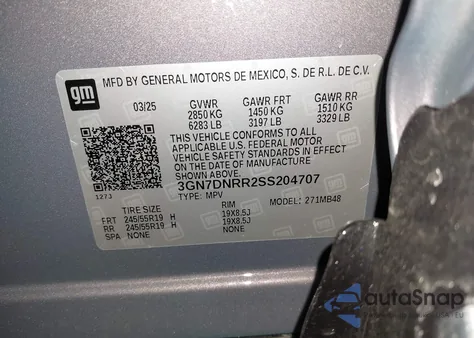 gm
MFD BY GENERAL MOTORS DE MEXICO, S. DE R.L. DE C.V.
03/25 GVWR GAWR FRT GAWR RR
2850 KG 1450 KG 1510 KG
6283 LB 3197 LB 3329 LB
THIS VEHICLE CONFORMS TO ALL
APPLICABLE U.S. FEDERAL MOTOR
VEHICLE SAFETY STANDARDS IN EFFECT
ON THE DATE OF MANUFACTURE
SHOWN ABOVE.
3GN7DNRR2SS204707
1273 TYPE: MPV MODEL: 271MB48
TIRE SIZE RIM
FRT 245/55R19 H 19X8.5J
RR 245/55R19 H 19X8.5J
SPA NONE NONE
autaSnap